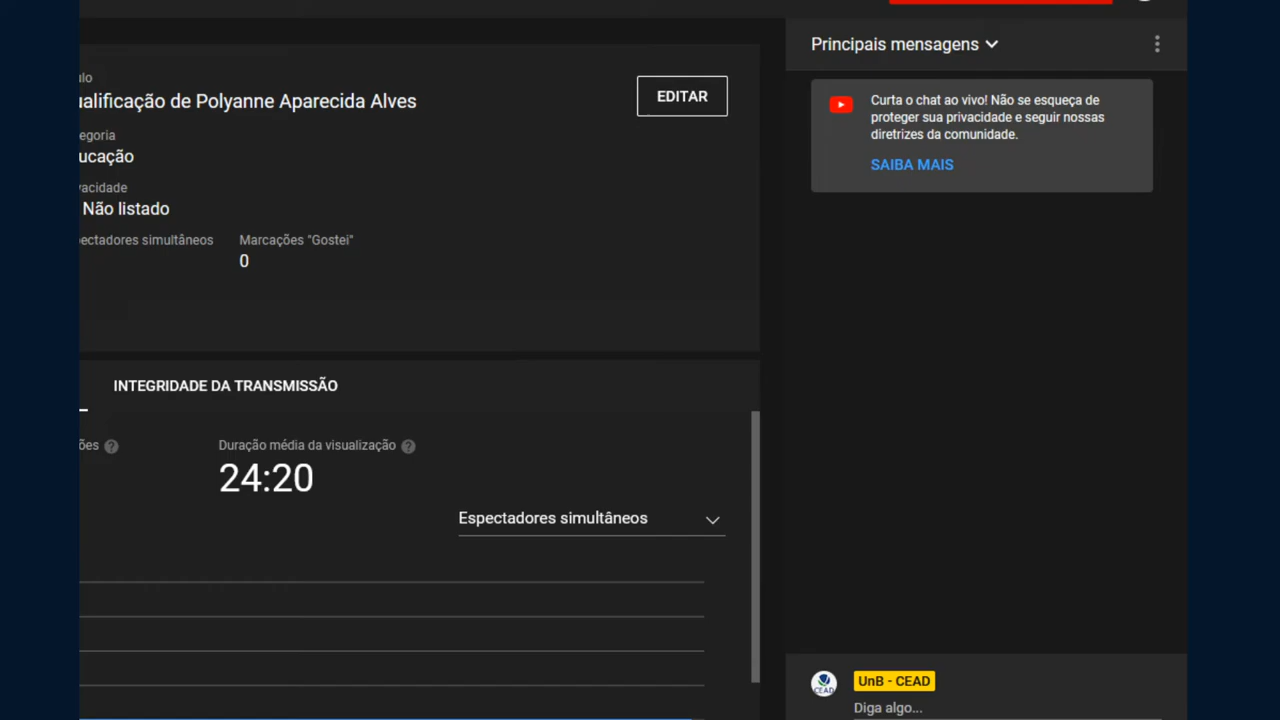 ulo
ualificação de Polyanne Aparecida Alves
EDITAR
egoria
ucação
vacidade
Não listado
pectadores simultâneos
Marcações "Gostei"
0
INTEGRIDADE DA TRANSMISSÃO
ões
Duração média da visualização
24:20
Espectadores simultâneos
Principais mensagens
Curta o chat ao vivo! Não se esqueça de
proteger sua privacidade e seguir nossas
diretrizes da comunidade.
SAIBA MAIS
CEAD
UnB - CEAD
Diga algo...